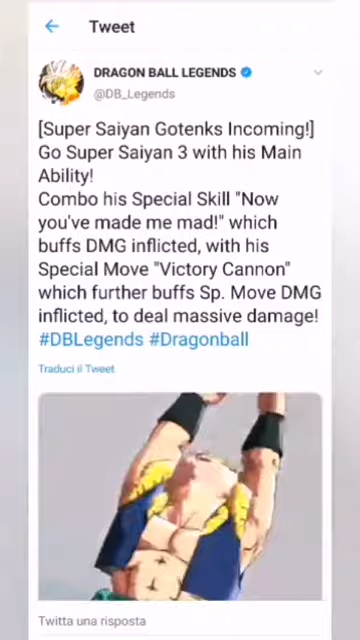 Tweet
DRAGON BALL LEGENDS
@DB_Legends
[Super Saiyan Gotenks Incoming!]
Go Super Saiyan 3 with his Main
Ability!
Combo his Special Skill "Now
you've made me mad!" which
buffs DMG inflicted, with his
Special Move "Victory Cannon"
which further buffs Sp. Move DMG
inflicted, to deal massive damage!
#DBLegends #Dragonball
Traduci il Tweet
Twitta una risposta